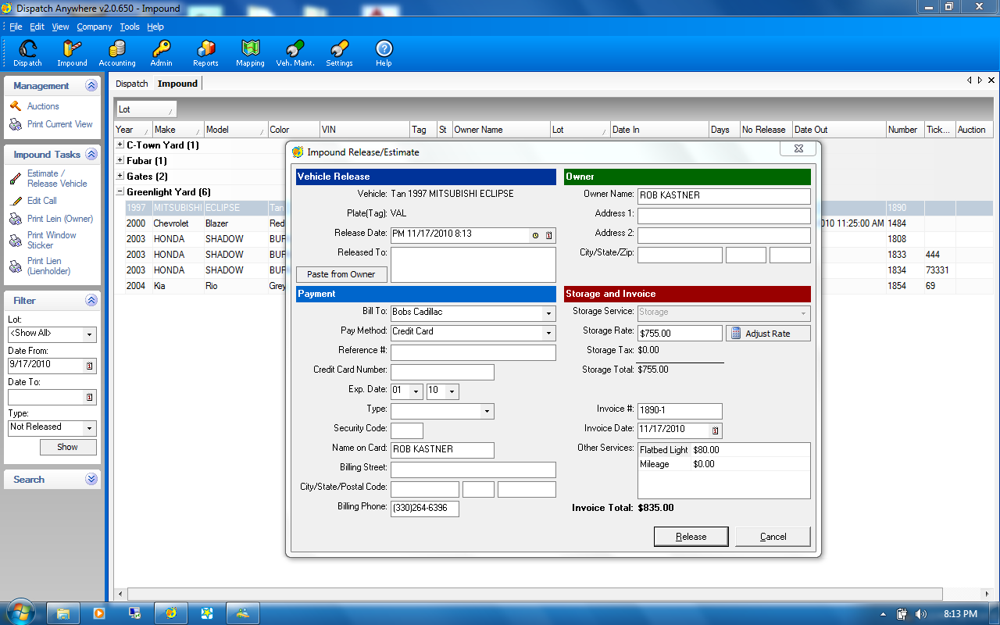 Dispatch Anywhere v2.0.650 - Impound
File Edit View Company Tools Help
Dispatch Impound Accounting Admin Reports Mapping Veh. Maint. Settings Help
Management
Auctions
Print Current View
Impound Tasks
Estimate /
Release Vehicle
Edit Call
Print Lein (Owner)
Print Window
Sticker
Print Lien
(Lienholder)
Filter
Lot:
<Show All>
Date From:
9/17/2010
Date To:
Type:
Not Released
Show
Search
Dispatch Impound
Lot
Year Make Model Color VIN Tag St Owner Name Lot Date In Days No Release Date Out Number Tick... Auction
C-Town Yard (1)
Fubar (1)
Gates (2)
Greenlight Yard (6)
1997 MITSUBISHI ECLIPSE Tan 1890
2000 Chevrolet Blazer Red 010 11:25:00 AM 1484
2003 HONDA SHADOW BUR 1808
2003 HONDA SHADOW BUR 1833 444
2003 HONDA SHADOW BUR 1834 73331
2004 Kia Rio Grey 1854 69
Impound Release/Estimate
Vehicle Release
Vehicle: Tan 1997 MITSUBISHI ECLIPSE
Plate(Tag): VAL
Release Date: PM 11/17/2010 8:13
Released To:
Paste from Owner
Owner
Owner Name: ROB KASTNER
Address 1:
Address 2:
City/State/Zip:
Payment
Bill To: Bobs Cadillac
Pay Method: Credit Card
Reference #:
Credit Card Number:
Exp. Date: 01 10
Type:
Security Code:
Name on Card: ROB KASTNER
Billing Street:
City/State/Postal Code:
Billing Phone: (330)264-6396
Storage and Invoice
Storage Service: Storage
Storage Rate: $755.00 Adjust Rate
Storage Tax: $0.00
Storage Total: $755.00
Invoice #: 1890-1
Invoice Date: 11/17/2010
Other Services: Flatbed Light $80.00
Mileage $0.00
Invoice Total: $835.00
Release Cancel
8:13 PM